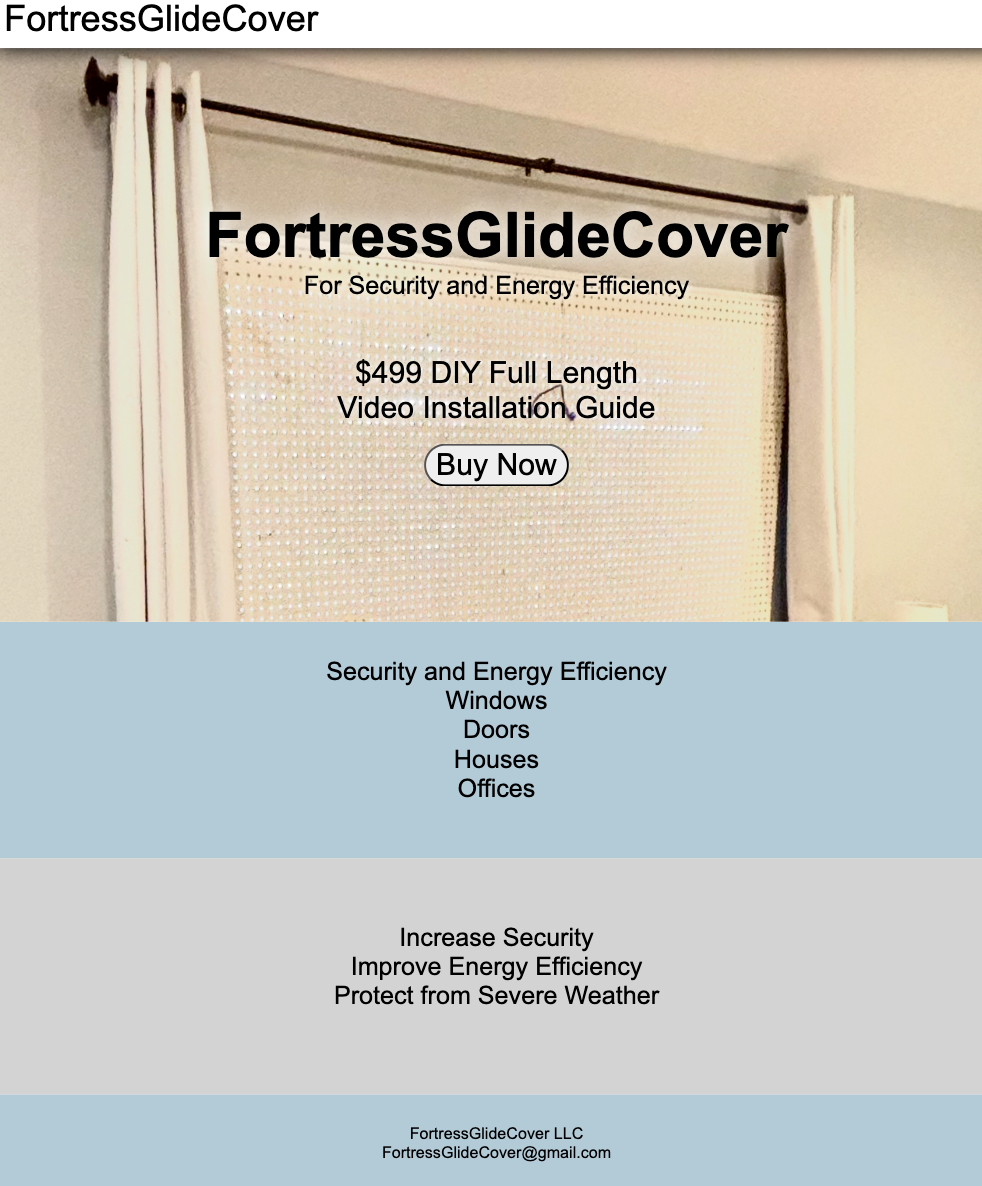 FortressGlideCover
FortressGlideCover
For Security and Energy Efficiency
$499 DIY Full Length
Video Installation Guide
Buy Now
Security and Energy Efficiency
Windows
Doors
Houses
Offices
Increase Security
Improve Energy Efficiency
Protect from Severe Weather
FortressGlideCover LLC
FortressGlideCover@gmail.com